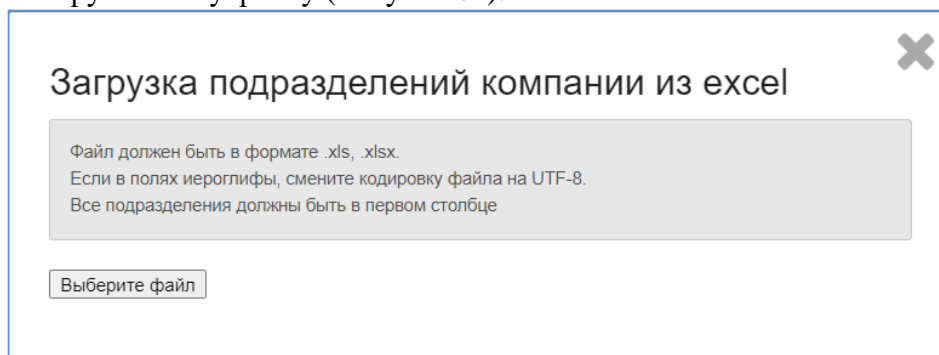 Загрузка подразделений компании из excel
Файл должен быть в формате .xls, .xlsx.
Если в полях иероглифы, смените кодировку файла на UTF-8.
Все подразделения должны быть в первом столбце
Выберите файл